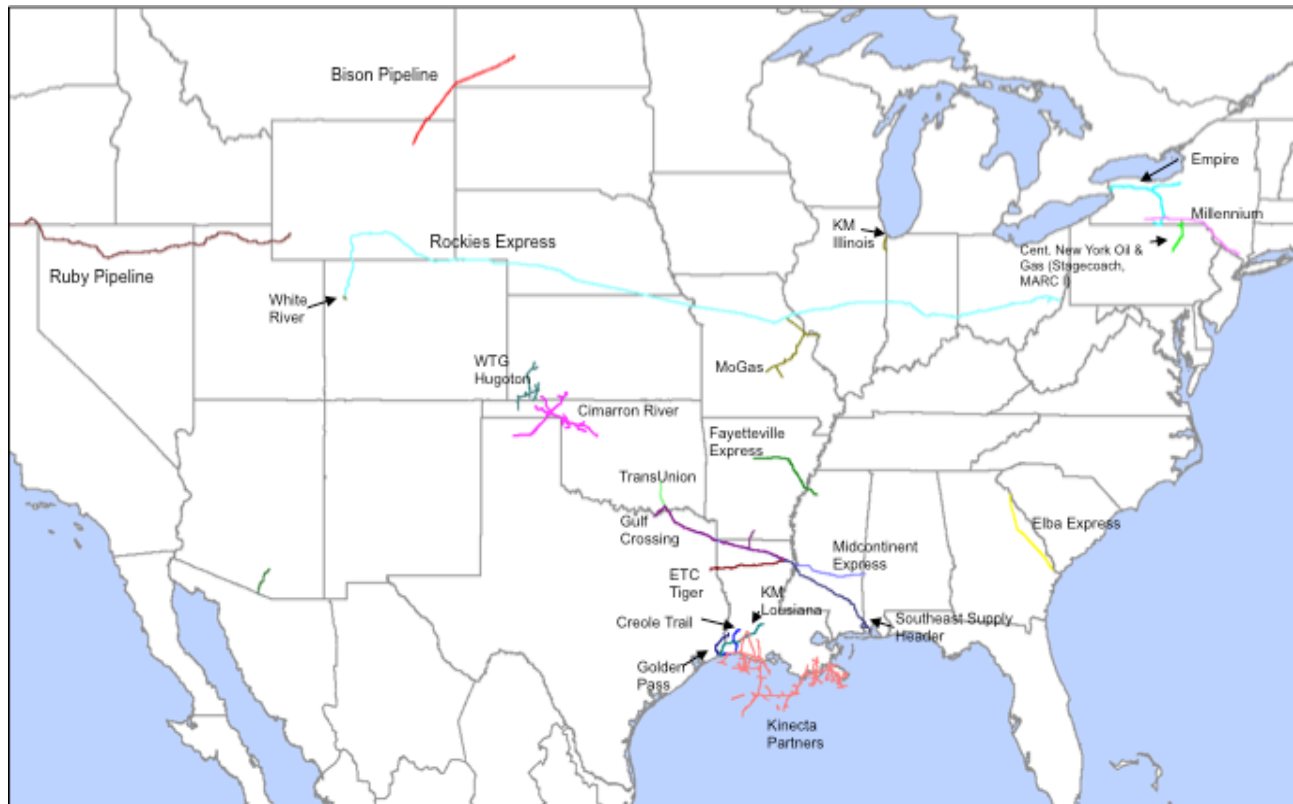 Bison Pipeline
Empire
Millennium
KM
Illinois
Rockies Express
Cent. New York Oil &
Gas (Stagecoach,
MARC I)
Ruby Pipeline
White
River
WTG
Hugoton
MoGas
Cimarron River
Fayetteville
Express
TransUnion
Gulf
Crossing
Elba Express
Midcontinent
Express
ETC
Tiger
KM
Lousiana
Creole Trail
Southeast Supply
Header
Golden
Pass
Kinecta
Partners